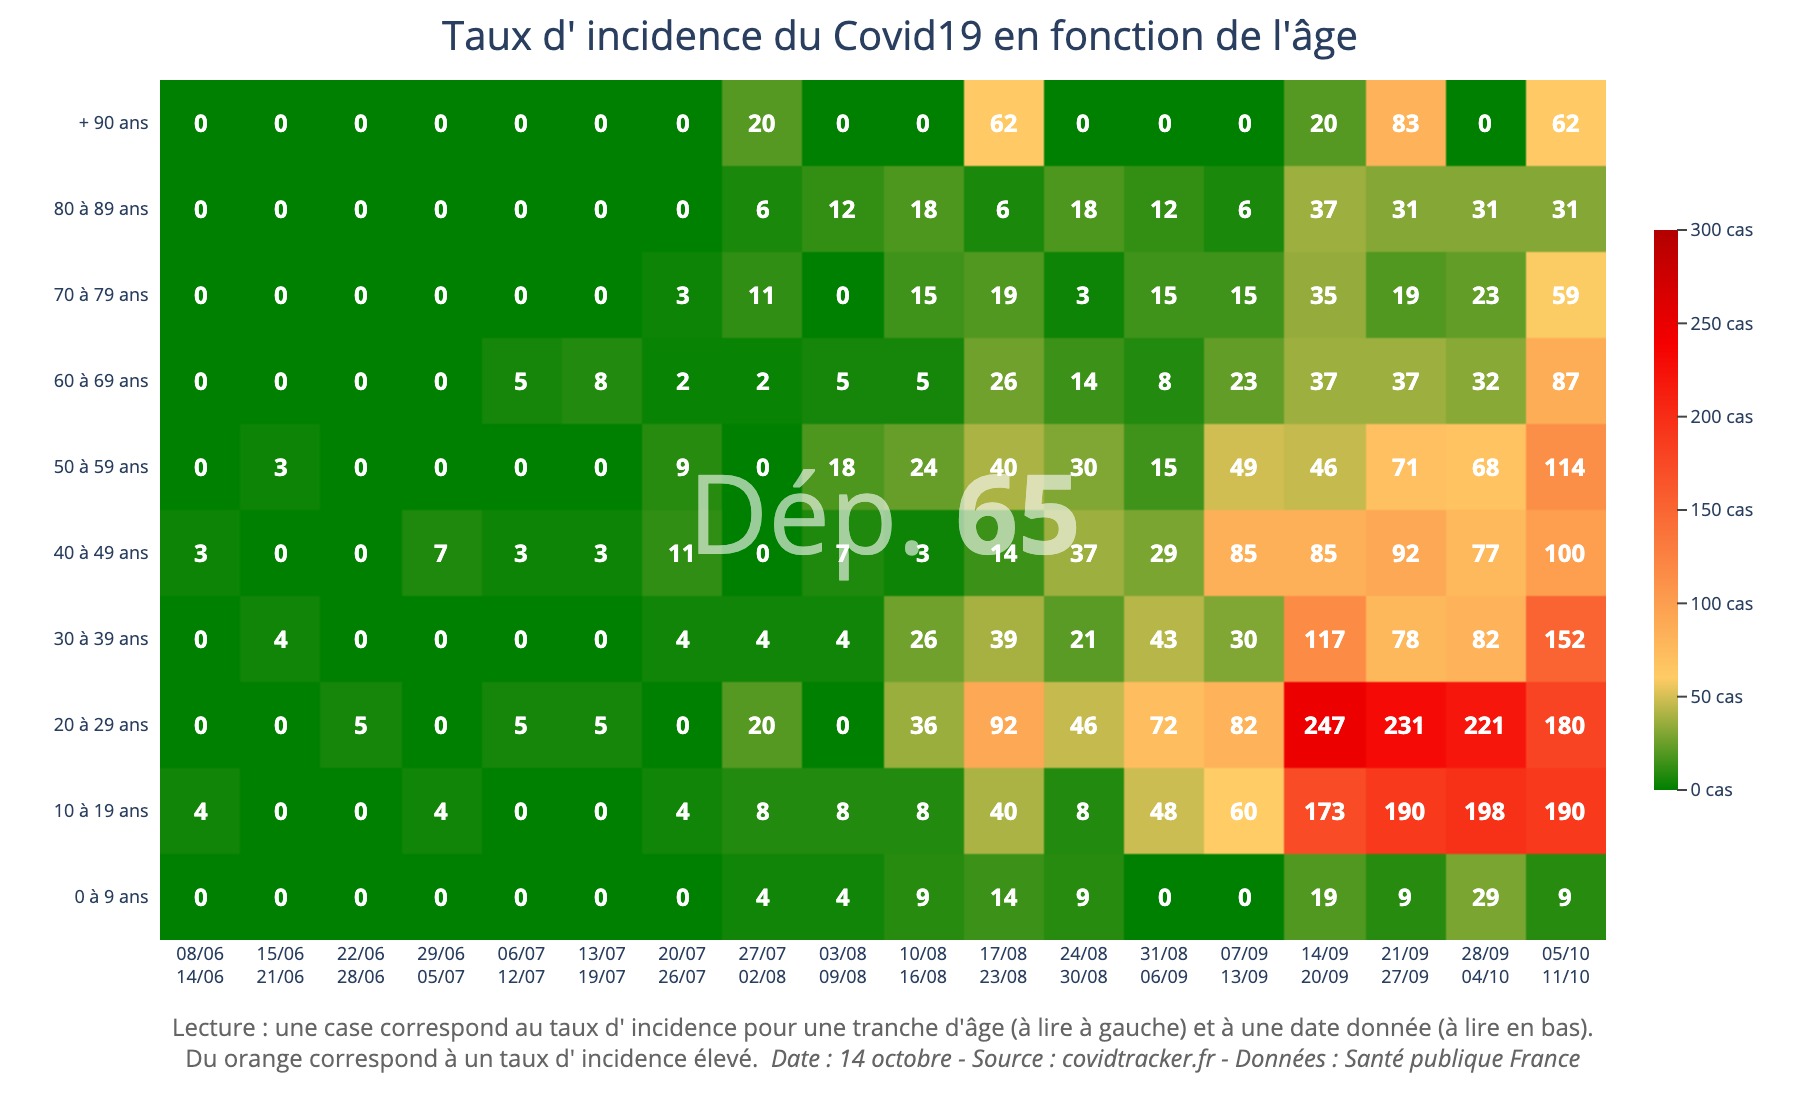 Taux d' incidence du Covid19 en fonction de l'âge
+ 90 ans 0 0 0 0 0 0 0 20 0 0 62 0 0 0 20 83 0 62
80 à 89 ans 0 0 0 0 0 0 0 6 12 18 6 18 12 6 37 31 31 31
70 à 79 ans 0 0 0 0 0 0 3 11 0 15 19 3 15 15 35 19 23 59
60 à 69 ans 0 0 0 0 5 8 2 2 5 5 26 14 8 23 37 37 32 87
50 à 59 ans 0 3 0 0 0 0 9 0 18 24 40 30 15 49 46 71 68 114
Dép. 65
40 à 49 ans 3 0 0 7 3 3 11 0 7 3 14 37 29 85 85 92 77 100
30 à 39 ans 0 4 0 0 0 0 4 4 4 26 39 21 43 30 117 78 82 152
20 à 29 ans 0 0 5 0 5 5 0 20 0 36 92 46 72 82 247 231 221 180
10 à 19 ans 4 0 0 4 0 0 4 8 8 8 40 8 48 60 173 190 198 190
0 à 9 ans 0 0 0 0 0 0 0 4 4 9 14 9 0 0 19 9 29 9
08/06 15/06 22/06 29/06 06/07 13/07 20/07 27/07 03/08 10/08 17/08 24/08 31/08 07/09 14/09 21/09 28/09 05/10
14/06 21/06 28/06 05/07 12/07 19/07 26/07 02/08 09/08 16/08 23/08 30/08 06/09 13/09 20/09 27/09 04/10 11/10
300 cas
250 cas
200 cas
150 cas
100 cas
50 cas
0 cas
Lecture : une case correspond au taux d' incidence pour une tranche d'âge (à lire à gauche) et à une date donnée (à lire en bas).
Du orange correspond à un taux d' incidence élevé. Date : 14 octobre - Source : covidtracker.fr - Données : Santé publique France